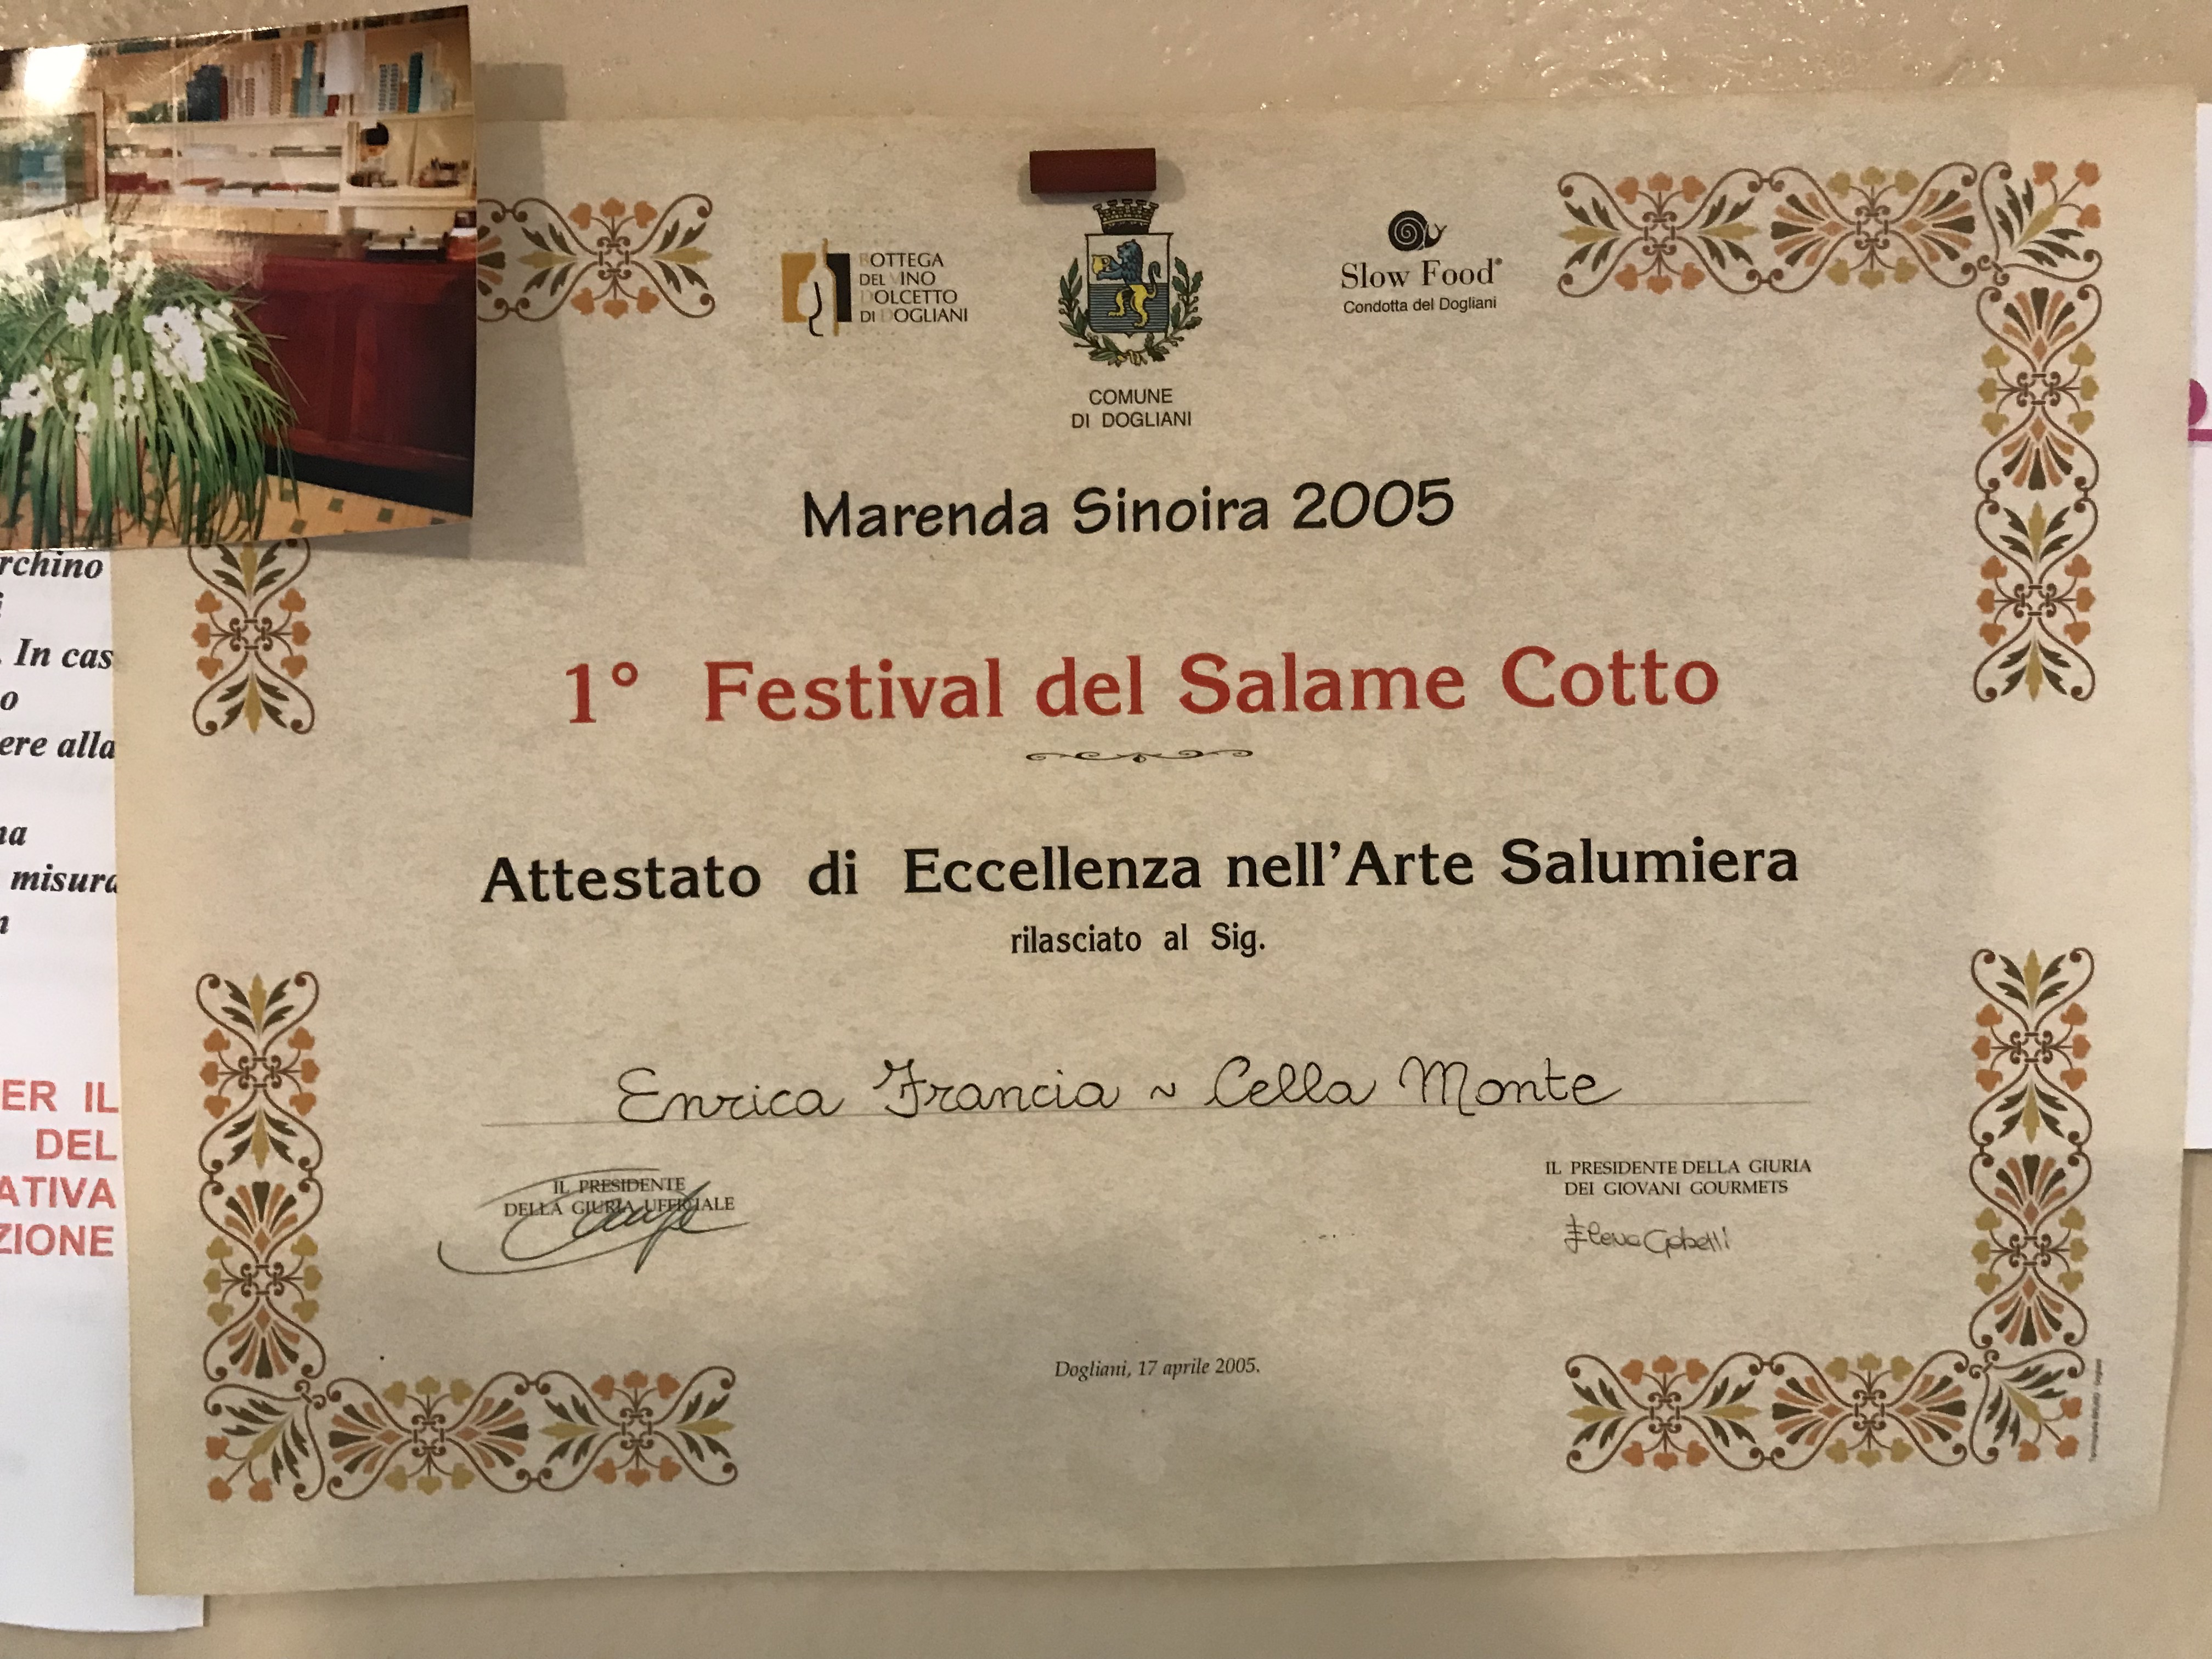 BOTTEGA
DEL VINO
DOLCETTO
DI DOGLIANI
COMUNE
DI DOGLIANI
Slow Food®
Condotta del Dogliani
Marenda Sinoira 2005
1° Festival del Salame Cotto
Attestato di Eccellenza nell'Arte Salumiera
rilasciato al Sig.
Enrica Francia ~ Cella Monte
IL PRESIDENTE
DELLA GIURIA UFFICIALE
IL PRESIDENTE DELLA GIURIA
DEI GIOVANI GOURMETS
Elena Gobetti
Dogliani, 17 aprile 2005.
rchino
i
. In cas
o
ere alla
na
misura
n
ER IL
DEL
ATIVA
ZIONE